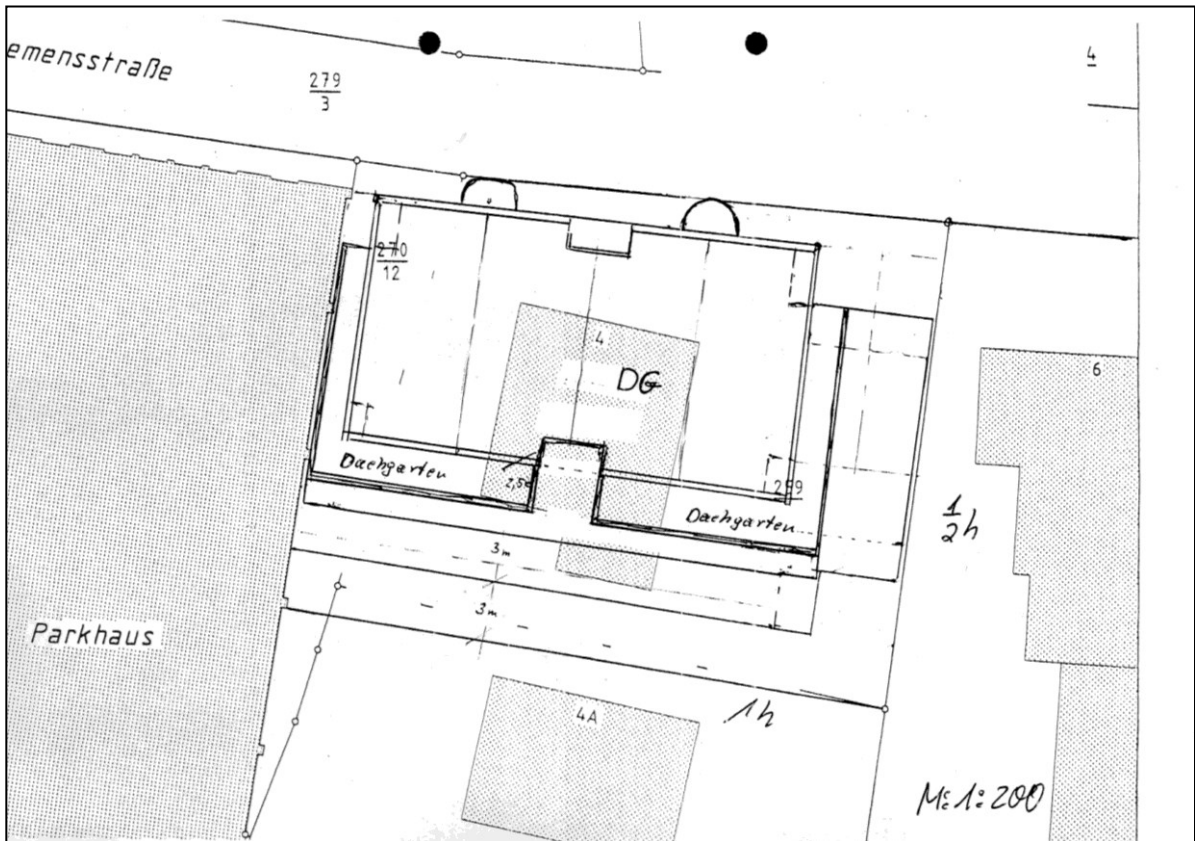 emensstraße
279
3
4
270
12
4
DG
6
Dachgarten
2,50
299
Dachgarten
1
2h
3m
3m
Parkhaus
4A
1h
M: 1:200